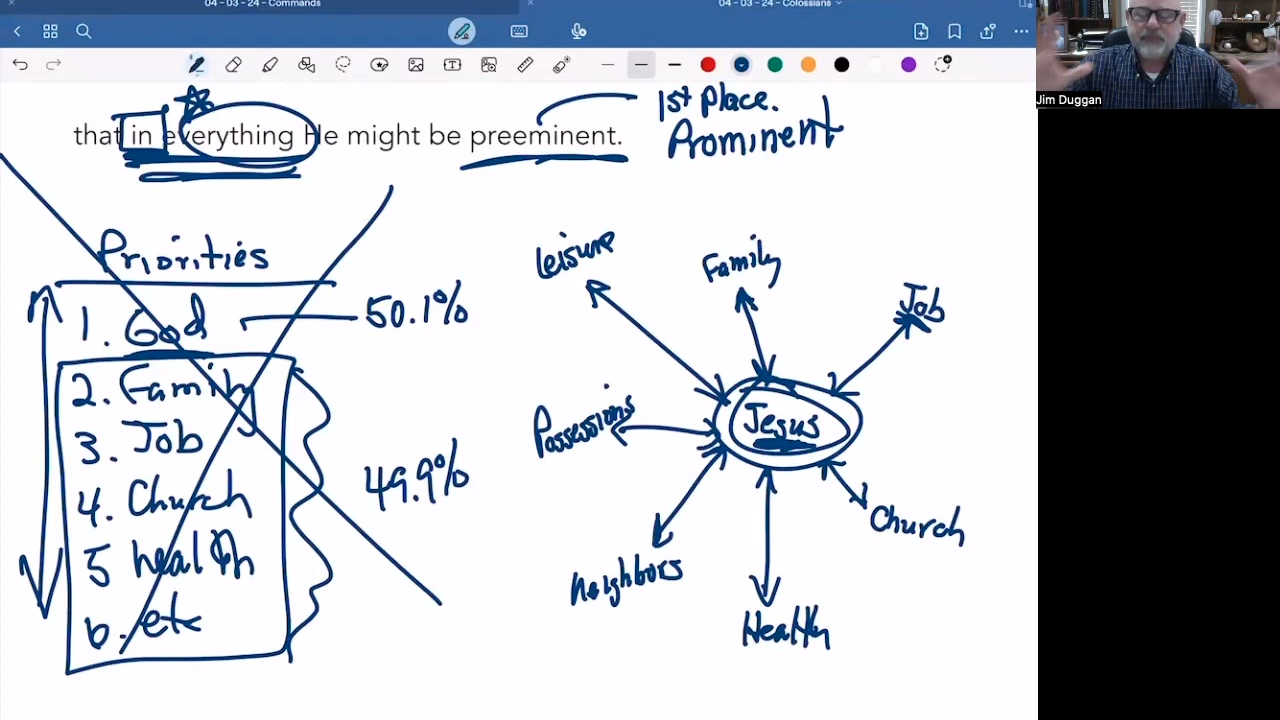 04 - 03 - 24 - Commands
04 - 03 - 24 - Colossians
Jim Duggan
1st Place.
that in everything He might be preeminent.
Prominent
Priorities
1. God
50.1%
2. Family
3. Job
4. Church
5 health
6. etc
49.9%
Leisure
Family
Job
Possessions
Jesus
Church
Neighbors
Health